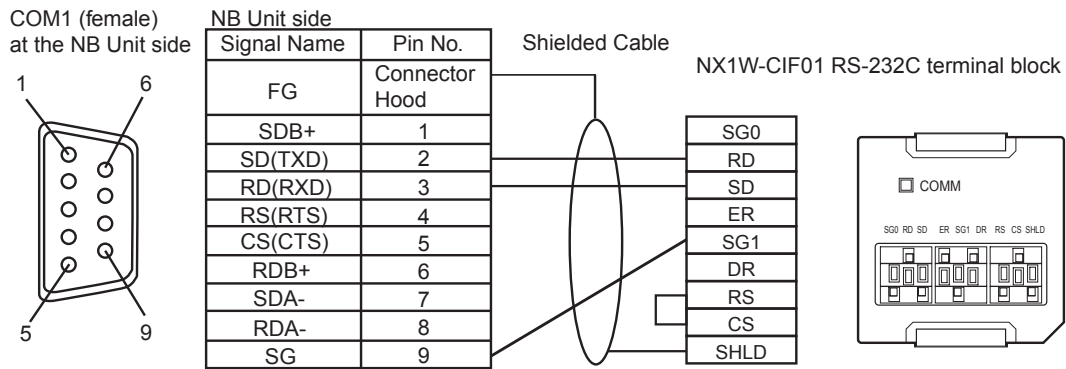 COM1 (female)
at the NB Unit side
1
6
5
9
NB Unit side
Signal Name Pin No.
FG Connector Hood
SDB+ 1
SD(TXD) 2
RD(RXD) 3
RS(RTS) 4
CS(CTS) 5
RDB+ 6
SDA- 7
RDA- 8
SG 9
Shielded Cable
NX1W-CIF01 RS-232C terminal block
SG0
RD
SD
ER
SG1
DR
RS
CS
SHLD
COMM
SG0 RD SD ER SG1 DR RS CS SHLD